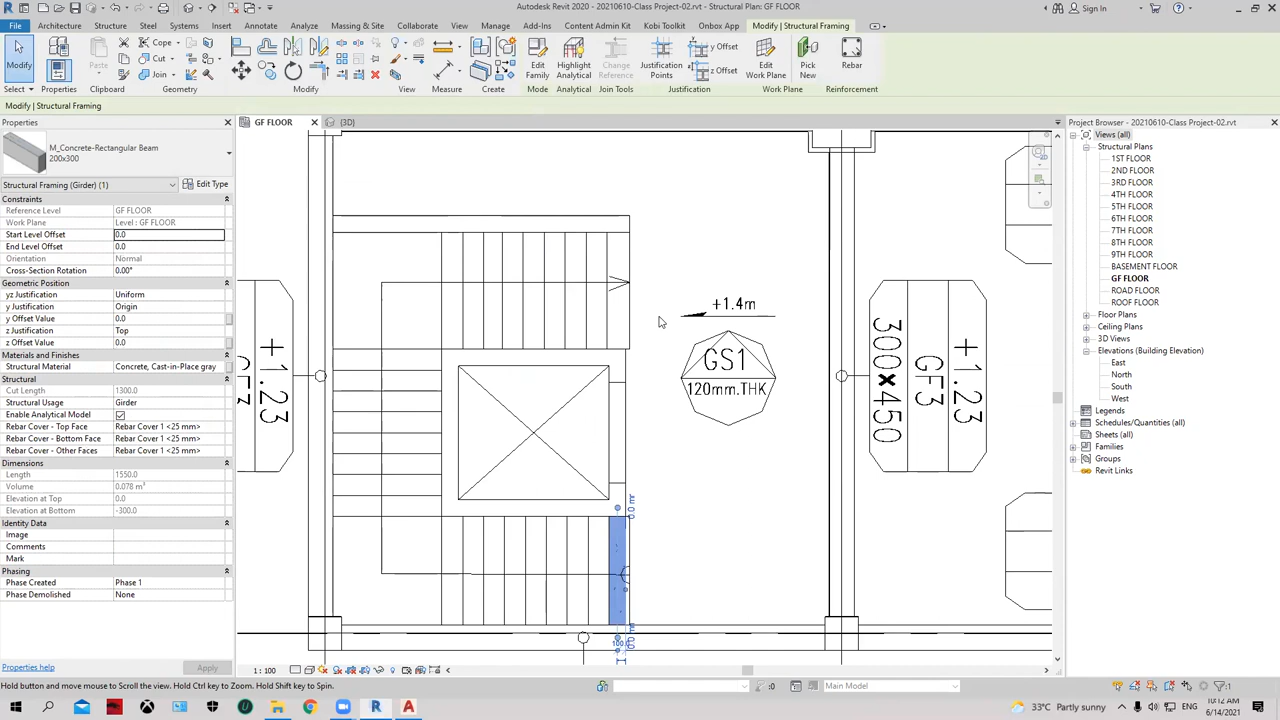 Autodesk Revit 2020 - 20210610-Class Project-02.rvt - Structural Plan: GF FLOOR
Sign In
File Architecture Structure Steel Systems Insert Annotate Analyze Massing & Site Collaborate View Manage Add-Ins Content Admin Kit Kobi Toolkit Onbox App Modify | Structural Framing
Modify Properties Paste Cope Cut Join Edit Family Highlight Analytical Change Reference Justification Points y Offset z Offset Edit Work Plane Pick New Rebar
Select Properties Clipboard Geometry Modify View Measure Create Mode Analytical Join Tools Justification Work Plane Reinforcement
Modify | Structural Framing
Properties
GF FLOOR
(3D)
Project Browser - 20210610-Class Project-02.rvt
M_Concrete-Rectangular Beam
200x300
Structural Framing (Girder) (1)
Edit Type
Constraints
Reference Level GF FLOOR
Work Plane Level : GF FLOOR
Start Level Offset 0.0
End Level Offset 0.0
Orientation Normal
Cross-Section Rotation 0.00°
Geometric Position
yz Justification Uniform
y Justification Origin
y Offset Value 0.0
z Justification Top
z Offset Value 0.0
Materials and Finishes
Structural Material Concrete, Cast-in-Place gray
Structural
Cut Length 1300.0
Structural Usage Girder
Enable Analytical Model
Rebar Cover - Top Face Rebar Cover 1 <25 mm>
Rebar Cover - Bottom Face Rebar Cover 1 <25 mm>
Rebar Cover - Other Faces Rebar Cover 1 <25 mm>
Dimensions
Length 1550.0
Volume 0.078 m³
Elevation at Top 0.0
Elevation at Bottom -300.0
Identity Data
Image
Comments
Mark
Phasing
Phase Created Phase 1
Phase Demolished None
Properties help
Apply
+1.23
GF3
+1.4m
GS1
120mm.THK
+1.23
GF3
300x450
0.0
0.0
100
Views (all)
Structural Plans
1ST FLOOR
2ND FLOOR
3RD FLOOR
4TH FLOOR
5TH FLOOR
6TH FLOOR
7TH FLOOR
8TH FLOOR
9TH FLOOR
BASEMENT FLOOR
GF FLOOR
ROAD FLOOR
ROOF FLOOR
Floor Plans
Ceiling Plans
3D Views
Elevations (Building Elevation)
East
North
South
West
Legends
Schedules/Quantities (all)
Sheets (all)
Families
Groups
Revit Links
1 : 100
Hold button and move mouse to Scroll the view. Hold Ctrl key to Zoom. Hold Shift key to Spin.
:0
Main Model
:1
33°C Partly sunny
ENG
10:12 AM
6/14/2021